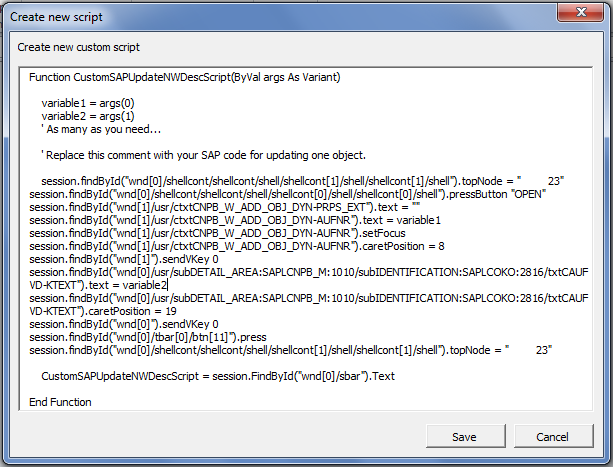 Create new script
Create new custom script
Function CustomSAPUpdateNWDescScript(ByVal args As Variant)
variable1 = args(0)
variable2 = args(1)
' As many as you need...
' Replace this comment with your SAP code for updating one object.
session.findById("wnd[0]/shellcont/shellcont/shell/shellcont[1]/shell/shellcont[1]/shell").topNode = "          23"
session.findById("wnd[0]/shellcont/shellcont/shell/shellcont[0]/shell/shellcont[0]/shell").pressButton "OPEN"
session.findById("wnd[1]/usr/ctxtCNPB_W_ADD_OBJ_DYN-PRPS_EXT").text = ""
session.findById("wnd[1]/usr/ctxtCNPB_W_ADD_OBJ_DYN-AUFNR").text = variable1
session.findById("wnd[1]/usr/ctxtCNPB_W_ADD_OBJ_DYN-AUFNR").setFocus
session.findById("wnd[1]/usr/ctxtCNPB_W_ADD_OBJ_DYN-AUFNR").caretPosition = 8
session.findById("wnd[1]").sendVKey 0
session.findById("wnd[0]/usr/subDETAIL_AREA:SAPLCNPB_M:1010/subIDENTIFICATION:SAPLCOKO:2816/txtCAUF
VD-KTEXT").text = variable2
session.findById("wnd[0]/usr/subDETAIL_AREA:SAPLCNPB_M:1010/subIDENTIFICATION:SAPLCOKO:2816/txtCAUF
VD-KTEXT").caretPosition = 19
session.findById("wnd[0]").sendVKey 0
session.findById("wnd[0]/tbar[0]/btn[11]").press
session.findById("wnd[0]/shellcont/shellcont/shell/shellcont[1]/shell/shellcont[1]/shell").topNode = "          23"
CustomSAPUpdateNWDescScript = session.FindById("wnd[0]/sbar").Text
End Function
Save
Cancel